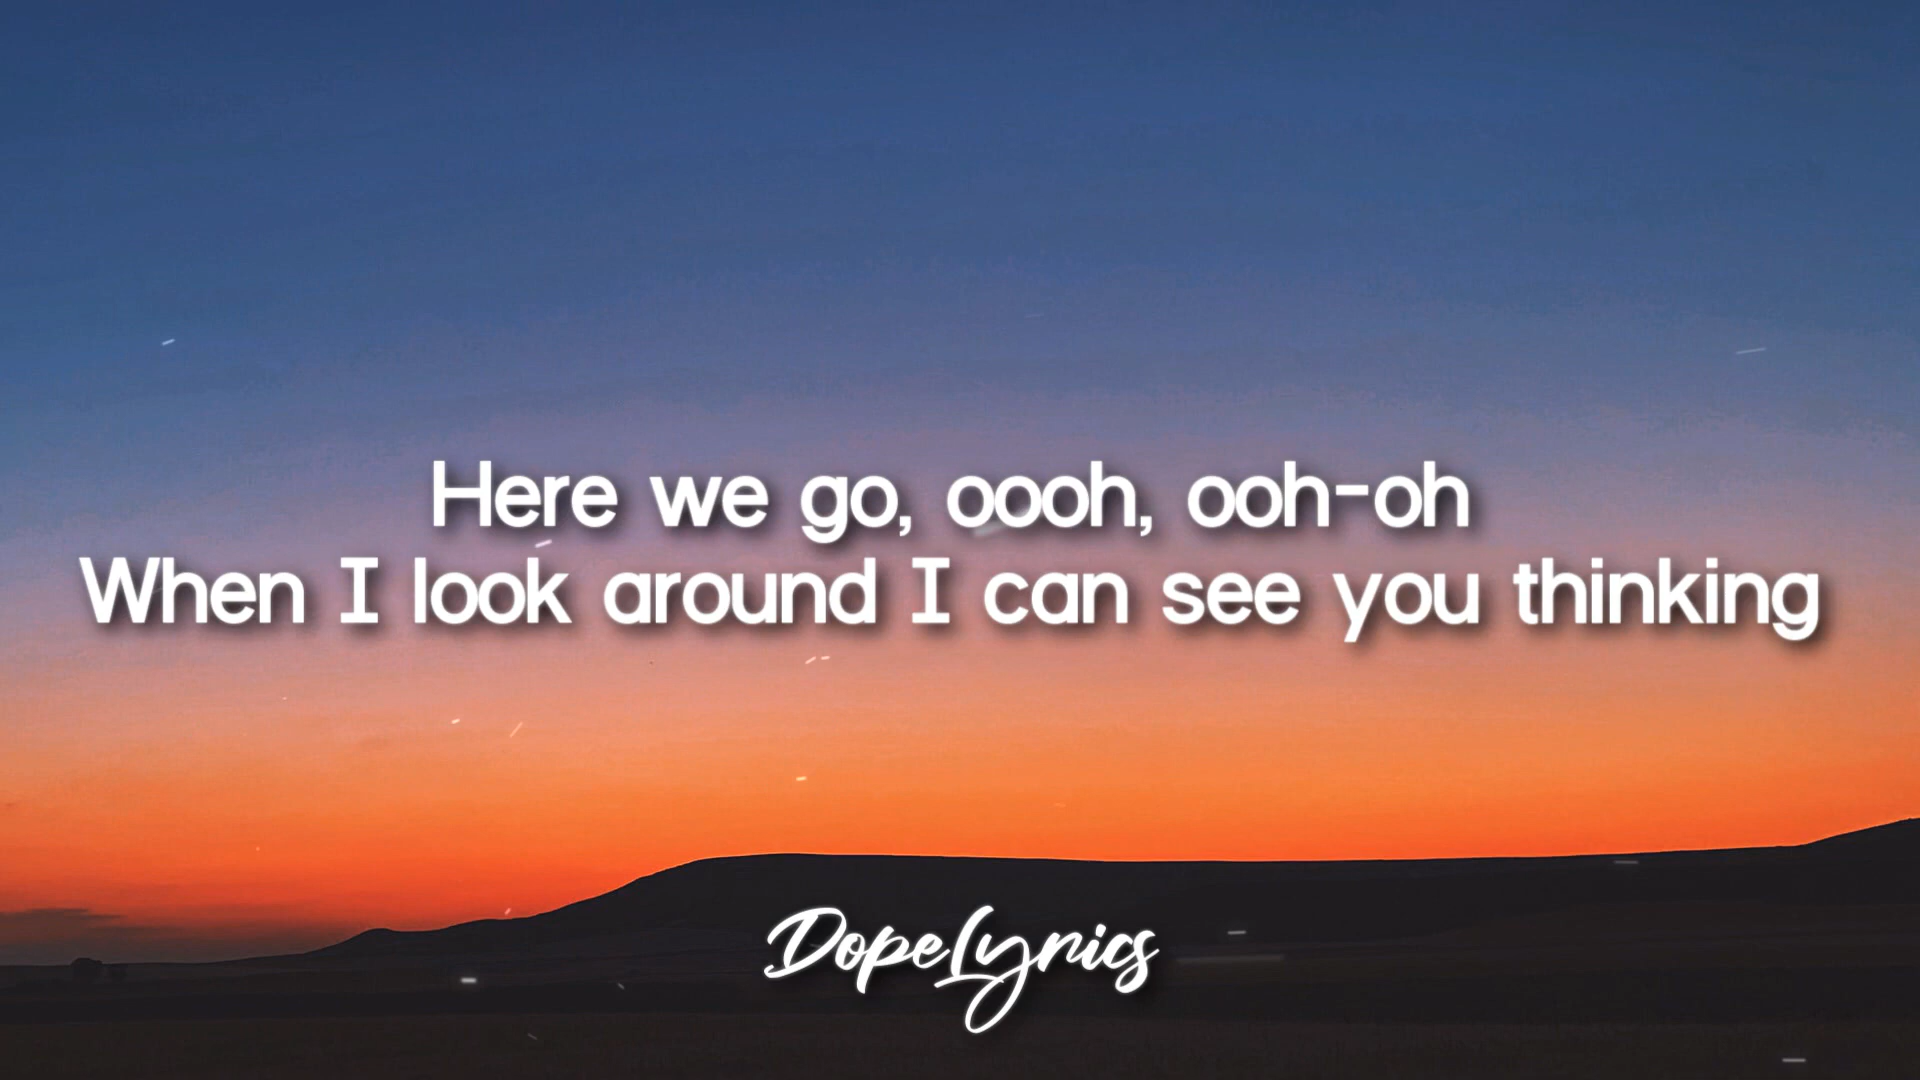 Here we go, oooh, ooh-oh
When I look around I can see you thinking
DopeLyrics